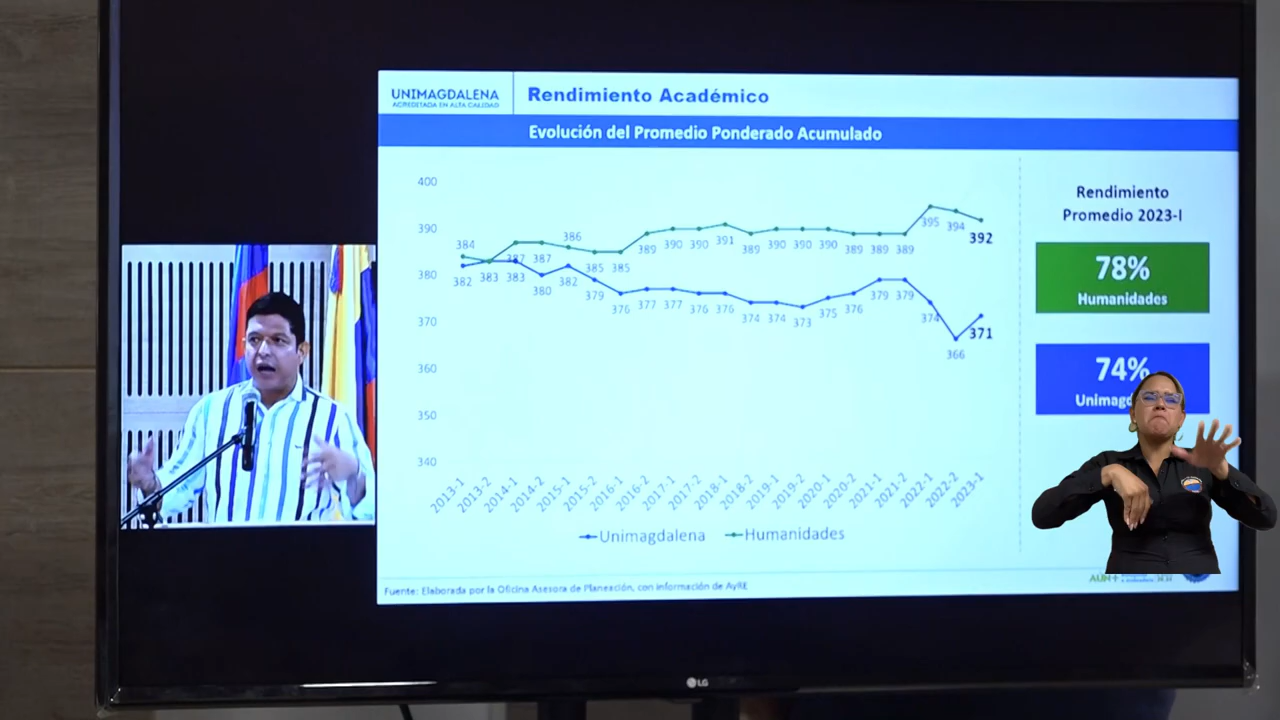 UNIMAGDALENA
ACREDITADA EN ALTA CALIDAD
Rendimiento Académico
Evolución del Promedio Ponderado Acumulado
400
390
380
370
360
350
340
384 383 387 387 386 385 385 389 390 390 391 389 390 390 390 389 389 389 395 394 392
382 383 380 382 379 376 377 377 376 376 374 374 373 375 376 379 379 374 366 371
2013-1 2013-2 2014-1 2014-2 2015-1 2015-2 2016-1 2016-2 2017-1 2017-2 2018-1 2018-2 2019-1 2019-2 2020-1 2020-2 2021-1 2021-2 2022-1 2022-2 2023-1
Unimagdalena Humanidades
Rendimiento
Promedio 2023-I
78%
Humanidades
74%
Fuente: Elaborada por la Oficina Asesora de Planeación, con información de AyRE
LG